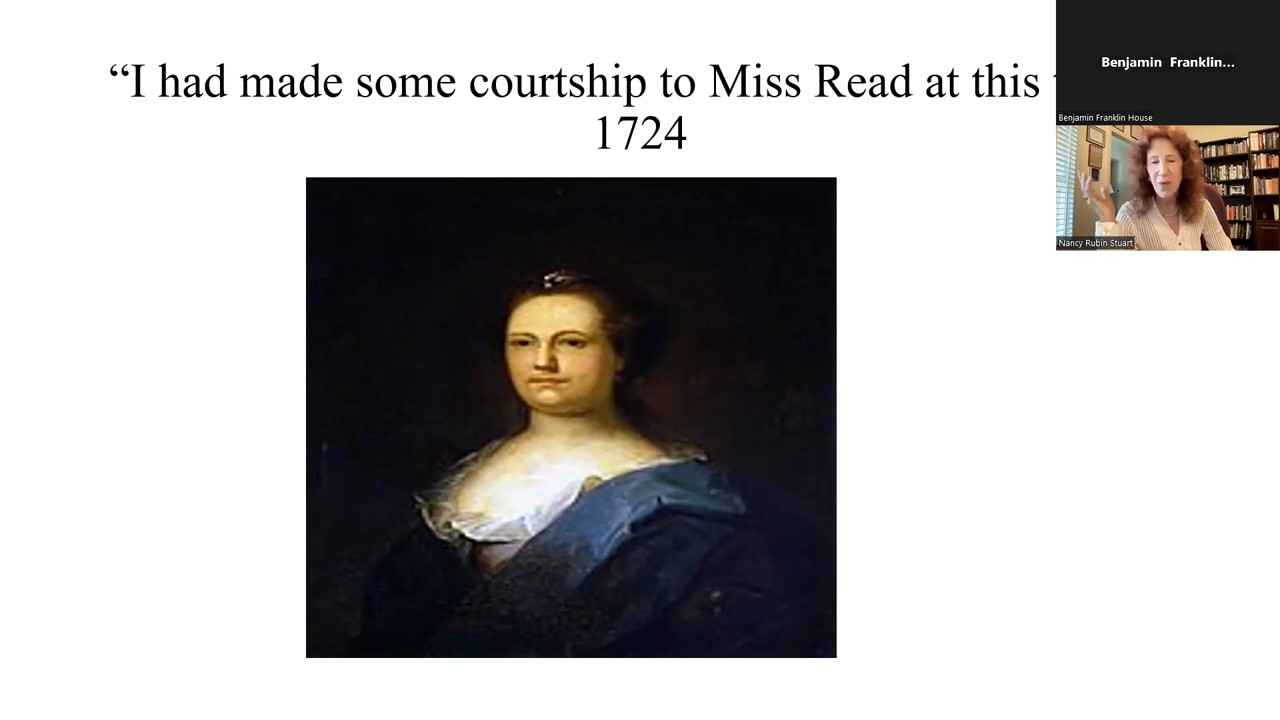 “I had made some courtship to Miss Read at this
1724
Benjamin Franklin...
Benjamin Franklin House
Nancy Rubin Stuart